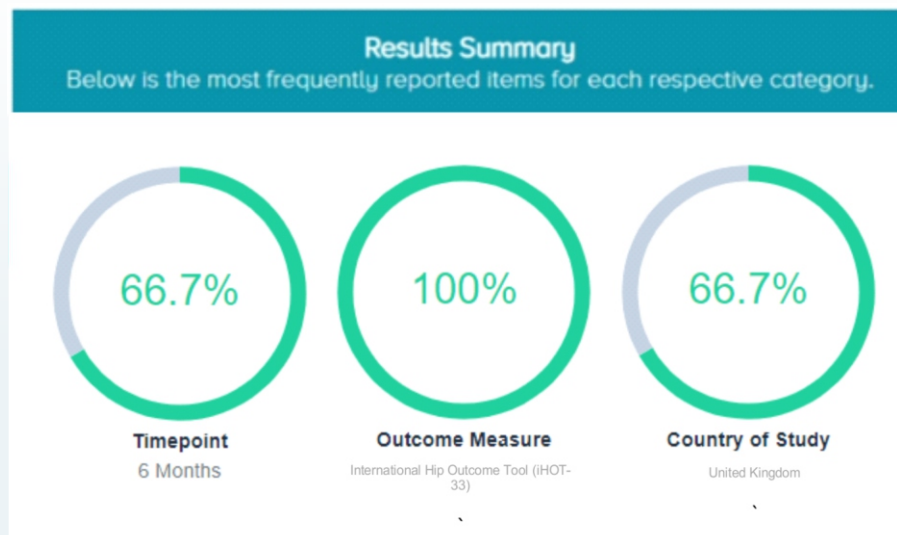 Results Summary
Below is the most frequently reported items for each respective category.
66.7%
100%
66.7%
Timepoint
6 Months
Outcome Measure
International Hip Outcome Tool (iHOT-
33)
Country of Study
United Kingdom
`
`